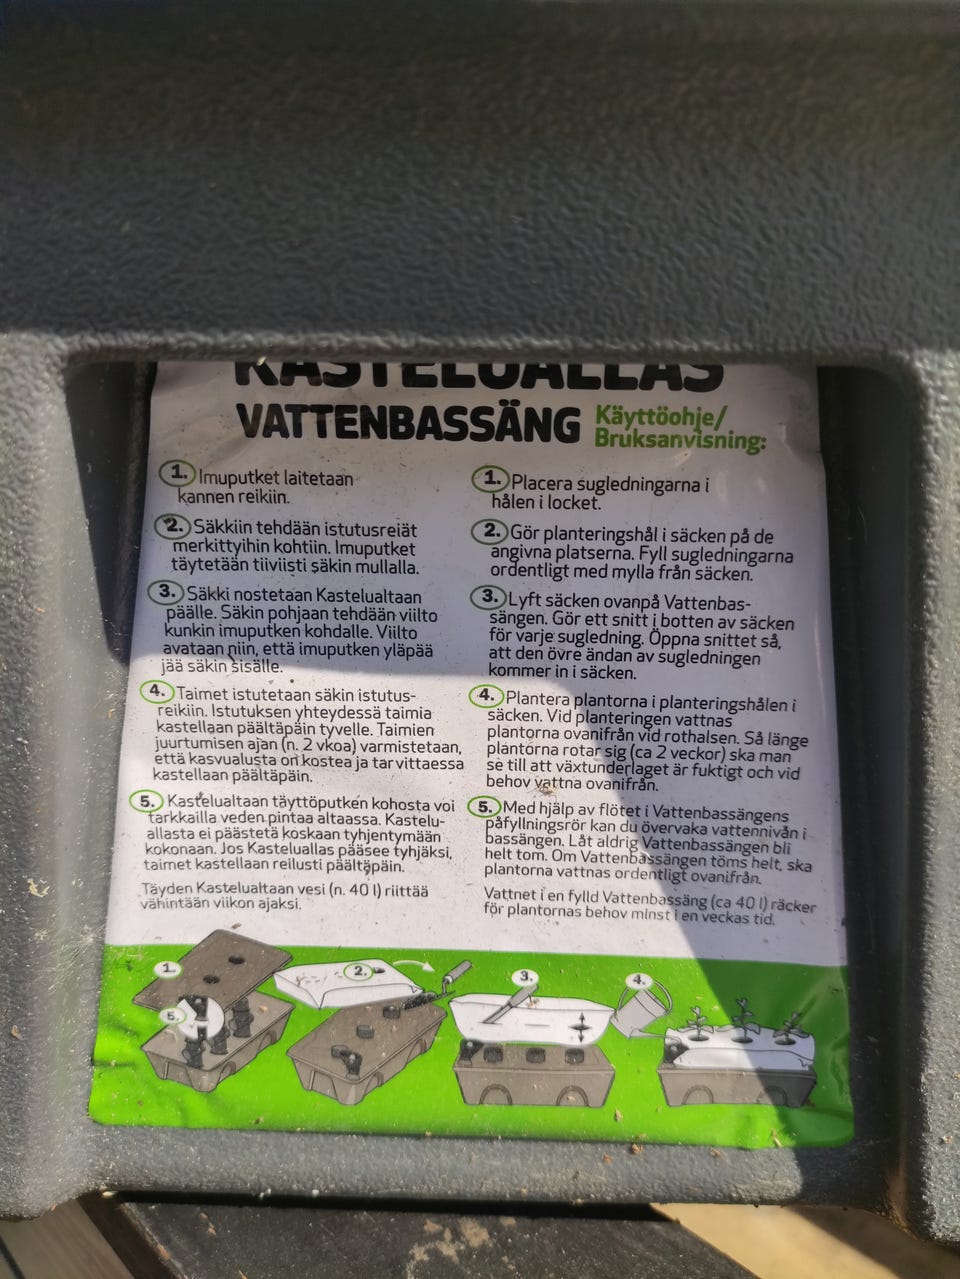 KASTELUALLAS
VATTENBASSÄNG
Käyttöohje/
Bruksanvisning:
1. Imuputket laitetaan
kannen reikiin.
2. Säkkiin tehdään istutusreiät
merkittyihin kohtiin. Imuputket
täytetään tiiviisti säkin mullalla.
3. Säkki nostetaan Kastelualtaan
päälle. Säkin pohjaan tehdään viilto
kunkin imuputken kohdalle. Viilto
avataan niin, että imuputken yläpää
jää säkin sisälle.
4. Taimet istutetaan säkin istutus-
reikiin. Istutuksen yhteydessä taimia
kastellaan päältäpäin tyvelle. Taimien
juurtumisen ajan (n. 2 vkoa) varmistetaan,
että kasvualusta on kostea ja tarvittaessa
kastellaan päältäpäin.
5. Kastelualtaan täyttöputken kohosta voi
tarkkailla veden pintaa altaassa. Kastelu-
allasta ei päästetä koskaan tyhjentymään
kokonaan. Jos Kasteluallas pääsee tyhjäksi,
taimet kastellaan reilusti päältäpäin.
Täyden Kastelualtaan vesi (n. 40 l) riittää
vähintään viikon ajaksi.
1. Placera sugledningarna i
hålen i locket.
2. Gör planteringshål i säcken på de
angivna platserna. Fyll sugledningarna
ordentligt med mylla från säcken.
3. Lyft säcken ovanpå Vattenbas-
sängen. Gör ett snitt i botten av säcken
för varje sugledning. Öppna snittet så,
att den övre ändan av sugledningen
kommer in i säcken.
4. Plantera plantorna i planteringshålen i
säcken. Vid planteringen vattnas
plantorna ovanifrån vid rothalsen. Så länge
plantorna rotar sig (ca 2 veckor) ska man
se till att växtunderlaget är fuktigt och vid
behov vattna ovanifrån.
5. Med hjälp av flötet i Vattenbassängens
påfyllningsrör kan du övervaka vattennivån i
bassängen. Låt aldrig Vattenbassängen bli
helt tom. Om Vattenbassängen töms helt, ska
plantorna vattnas ordentligt ovanifrån.
Vattnet i en fylld Vattenbassäng (ca 40 l) räcker
för plantornas behov minst i en veckas tid.
1.
2.
3.
4.
5.